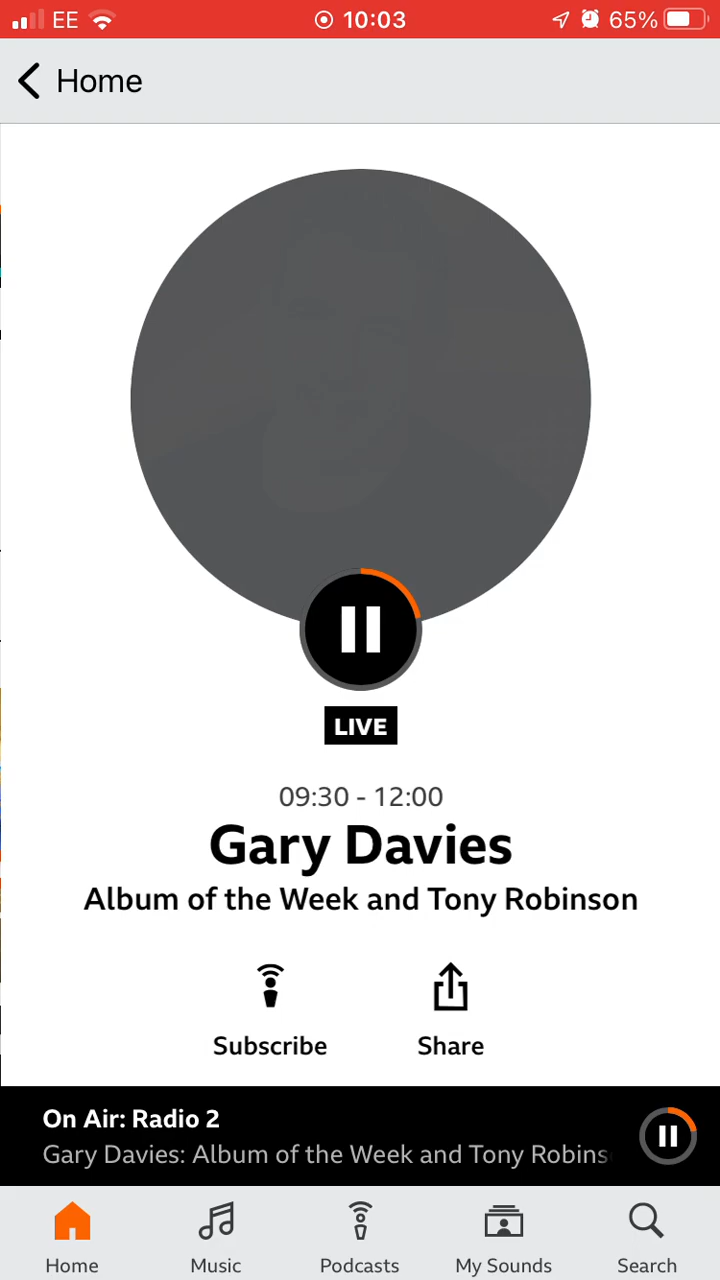 EE 10:03 65%
Home
LIVE
09:30 - 12:00
Gary Davies
Album of the Week and Tony Robinson
Subscribe Share
On Air: Radio 2
Gary Davies: Album of the Week and Tony Robins
Home Music Podcasts My Sounds Search